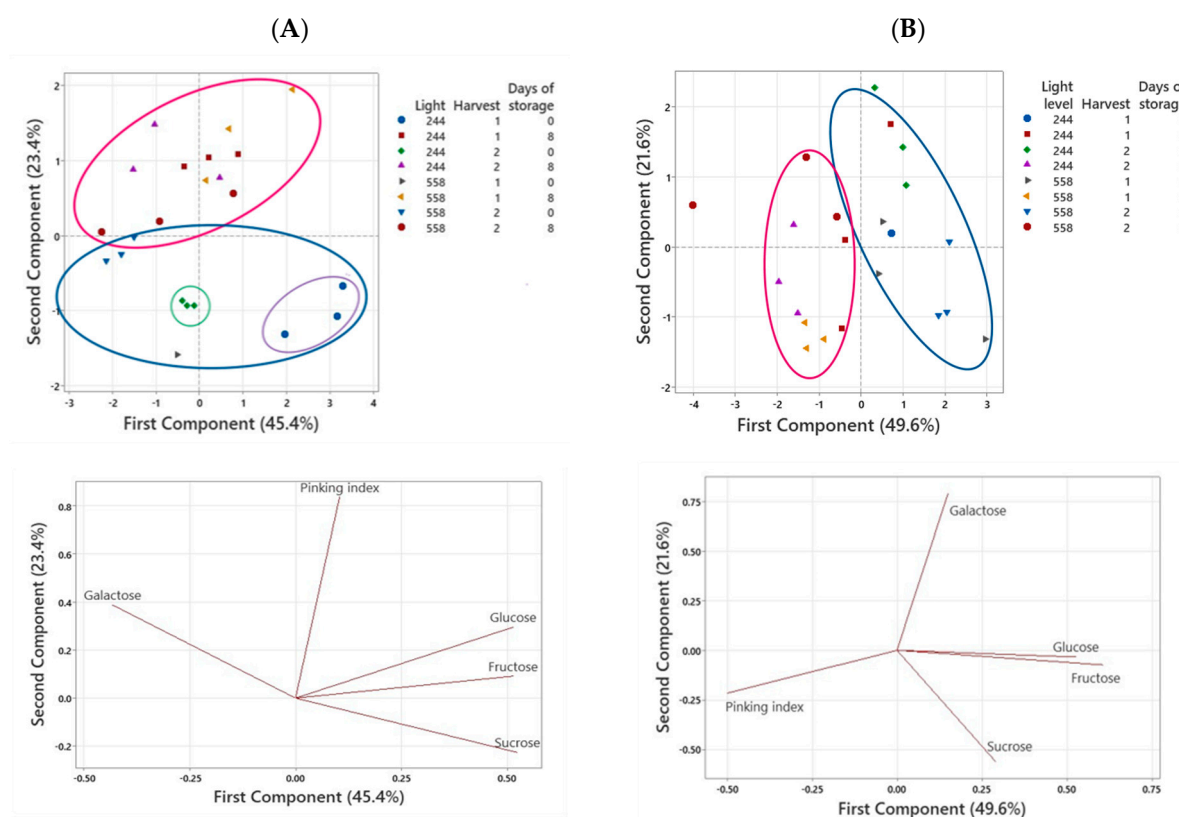 (A)
(B)
Second Component (23.4%)
2
1
0
-1
-2
-3 -2 -1 0 1 2 3 4
First Component (45.4%)
Days of
Light Harvest storage
244 1 0
244 1 8
244 2 0
244 2 8
558 1 0
558 1 8
558 2 0
558 2 8
Second Component (21.6%)
2
1
0
-1
-2
-4 -3 -2 -1 0 1 2 3
First Component (49.6%)
Light Days o
level Harvest storag
244 1
244 1
244 2
244 2
558 1
558 1
558 2
558 2
Second Component (23.4%)
0.8
0.6
0.4
0.2
0.0
-0.2
Pinking index
Galactose
Glucose
Fructose
Sucrose
-0.50 -0.25 0.00 0.25 0.50
First Component (45.4%)
Second Component (21.6%)
0.75
0.50
0.25
0.00
-0.25
-0.50
Galactose
Glucose
Fructose
Pinking index
Sucrose
-0.50 -0.25 0.00 0.25 0.50 0.75
First Component (49.6%)